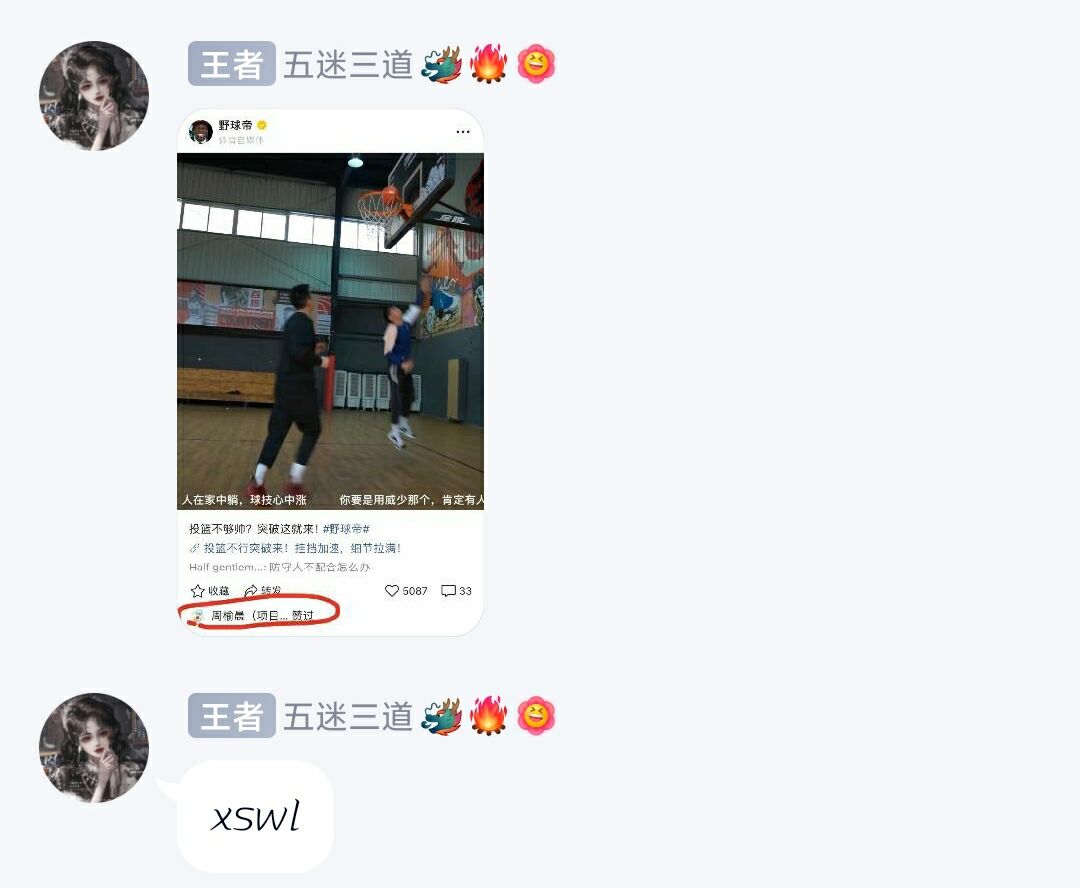 王者 五迷三道
野球帝
体育自媒体
人在家中躺，球技心中涨 你要是用威少那个，肯定有人
投篮不够帅？突破这就来！#野球帝#
投篮不行突破来！挂挡加速，细节拉满！
Half gentlem...: 防守人不配合怎么办
收藏 转发 5087 33
周榆晨（项目... 赞过
王者 五迷三道
xswl